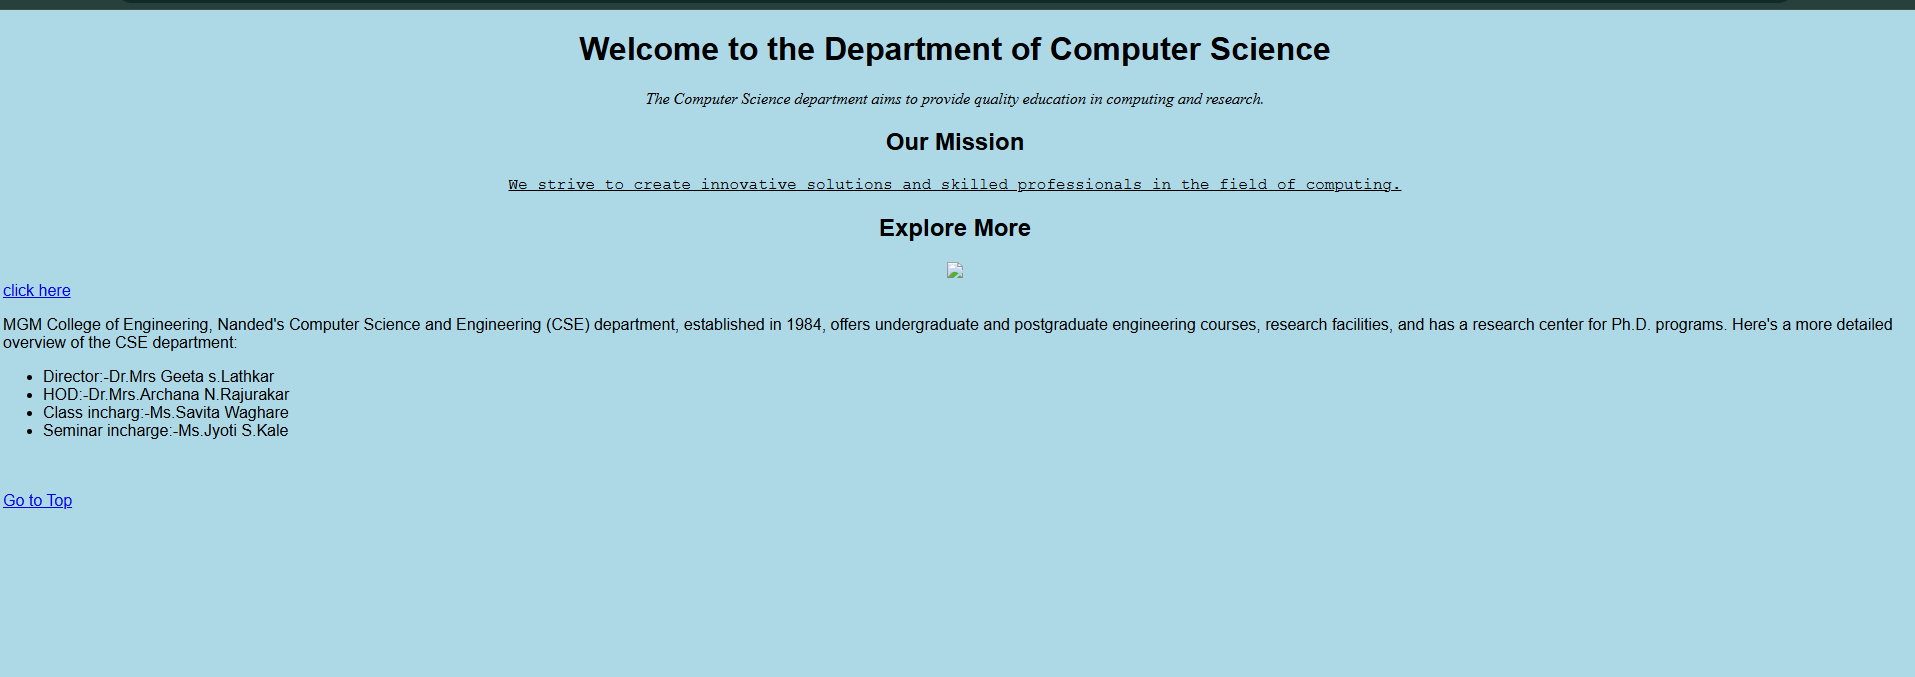 Welcome to the Department of Computer Science
The Computer Science department aims to provide quality education in computing and research.
Our Mission
We strive to create innovative solutions and skilled professionals in the field of computing.
Explore More
click here
MGM College of Engineering, Nanded's Computer Science and Engineering (CSE) department, established in 1984, offers undergraduate and postgraduate engineering courses, research facilities, and has a research center for Ph.D. programs. Here's a more detailed
overview of the CSE department:
• Director:-Dr.Mrs Geeta s.Lathkar
• HOD:-Dr.Mrs.Archana N.Rajurakar
• Class incharg:-Ms.Savita Waghare
• Seminar incharge:-Ms.Jyoti S.Kale
Go to Top